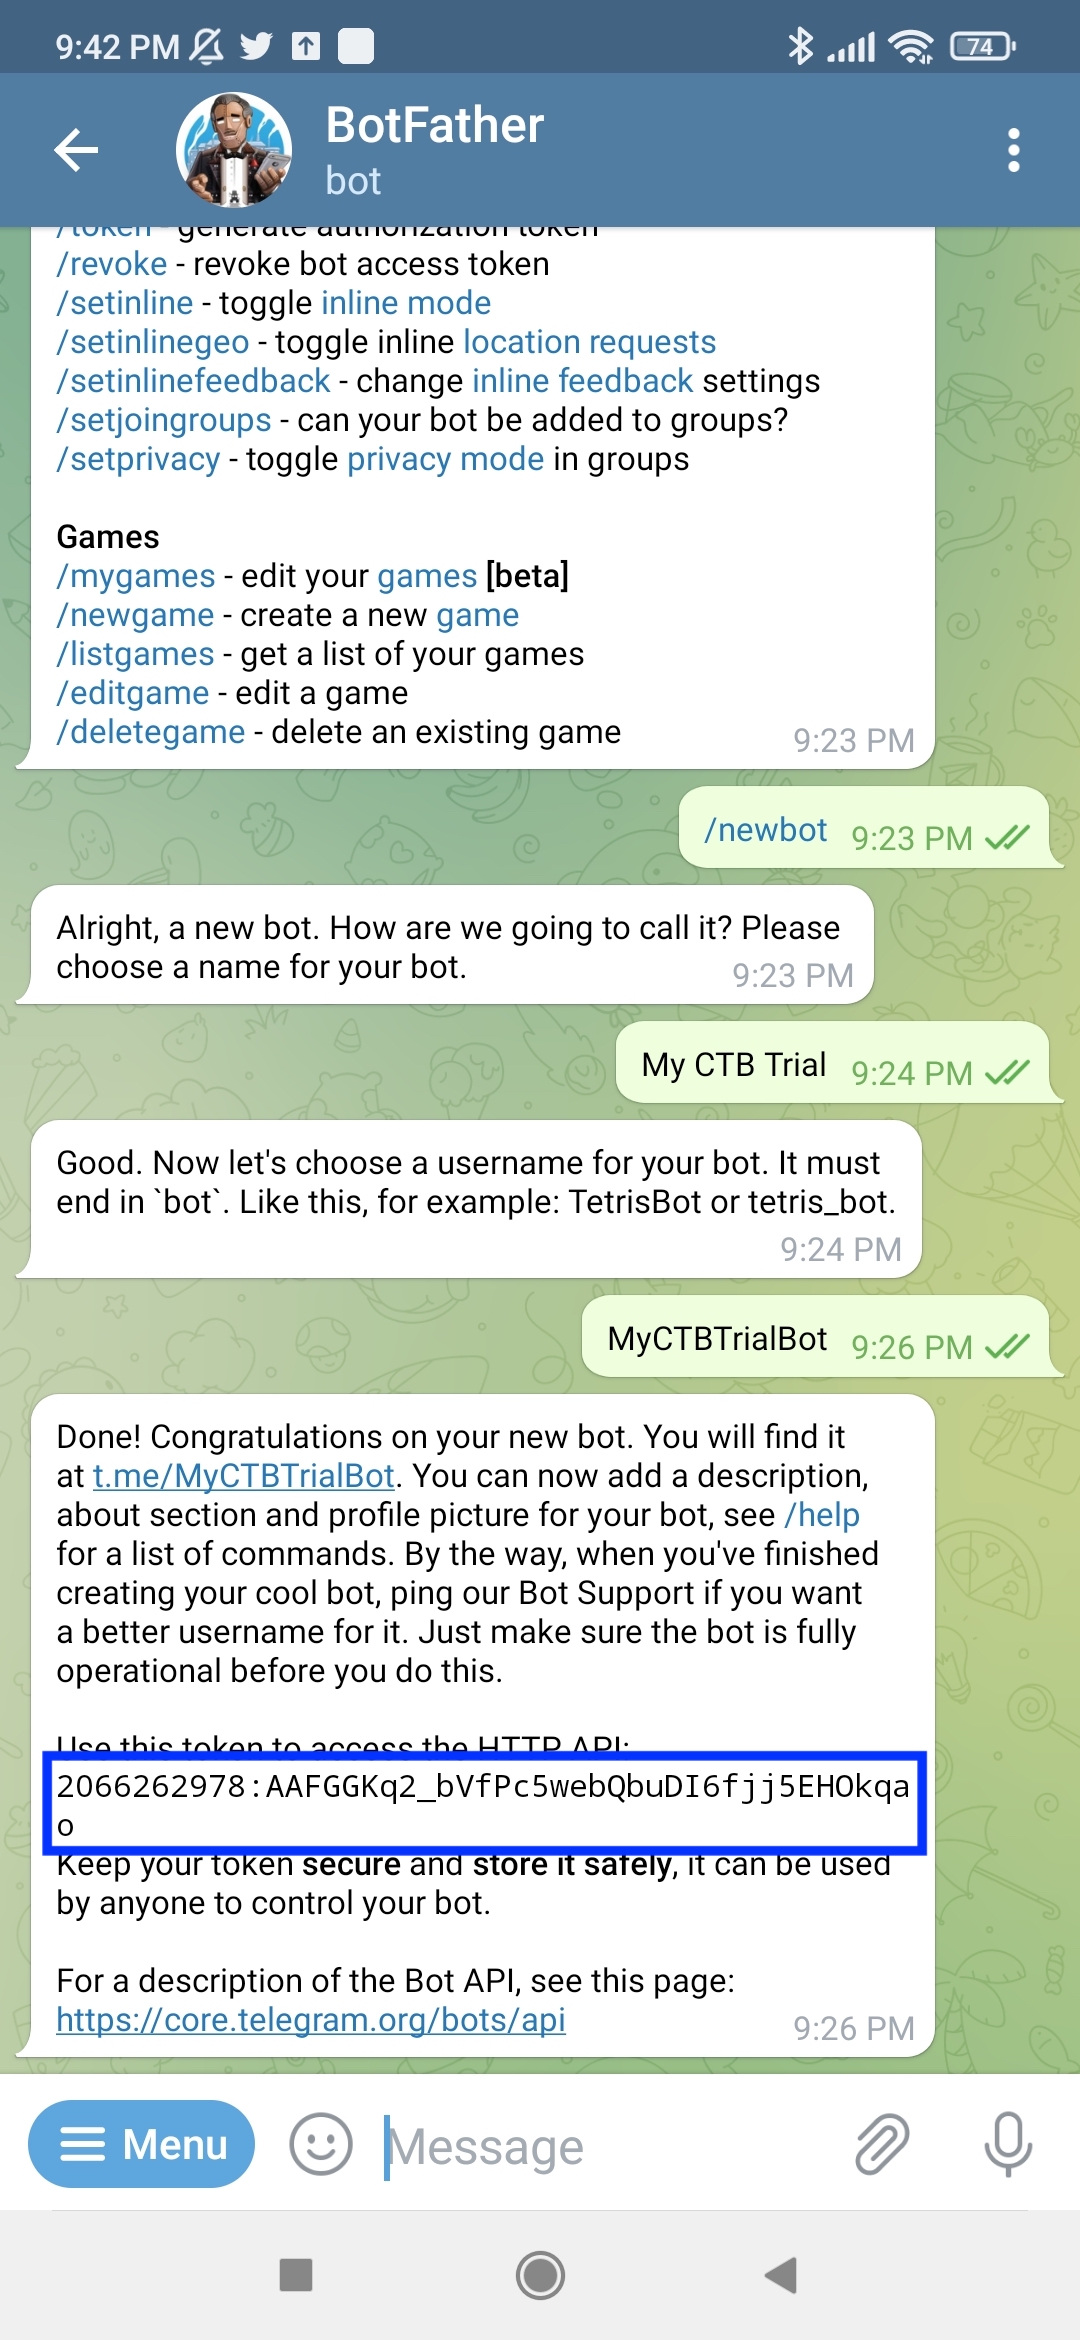 9:42 PM
74
BotFather
bot
/token - generate authorization token
/revoke - revoke bot access token
/setinline - toggle inline mode
/setinlinegeo - toggle inline location requests
/setinlinefeedback - change inline feedback settings
/setjoingroups - can your bot be added to groups?
/setprivacy - toggle privacy mode in groups
Games
/mygames - edit your games [beta]
/newgame - create a new game
/listgames - get a list of your games
/editgame - edit a game
/deletegame - delete an existing game
9:23 PM
/newbot 9:23 PM
Alright, a new bot. How are we going to call it? Please
choose a name for your bot.
9:23 PM
My CTB Trial 9:24 PM
Good. Now let's choose a username for your bot. It must
end in `bot`. Like this, for example: TetrisBot or tetris_bot.
9:24 PM
MyCTBTrialBot 9:26 PM
Done! Congratulations on your new bot. You will find it
at t.me/MyCTBTrialBot. You can now add a description,
about section and profile picture for your bot, see /help
for a list of commands. By the way, when you've finished
creating your cool bot, ping our Bot Support if you want
a better username for it. Just make sure the bot is fully
operational before you do this.
Use this token to access the HTTP API:
2066262978:AAFGGKq2_bVfPc5webQbuDI6fjj5EHOkqa
o
Keep your token secure and store it safely, it can be used
by anyone to control your bot.
For a description of the Bot API, see this page:
https://core.telegram.org/bots/api
9:26 PM
Menu
Message